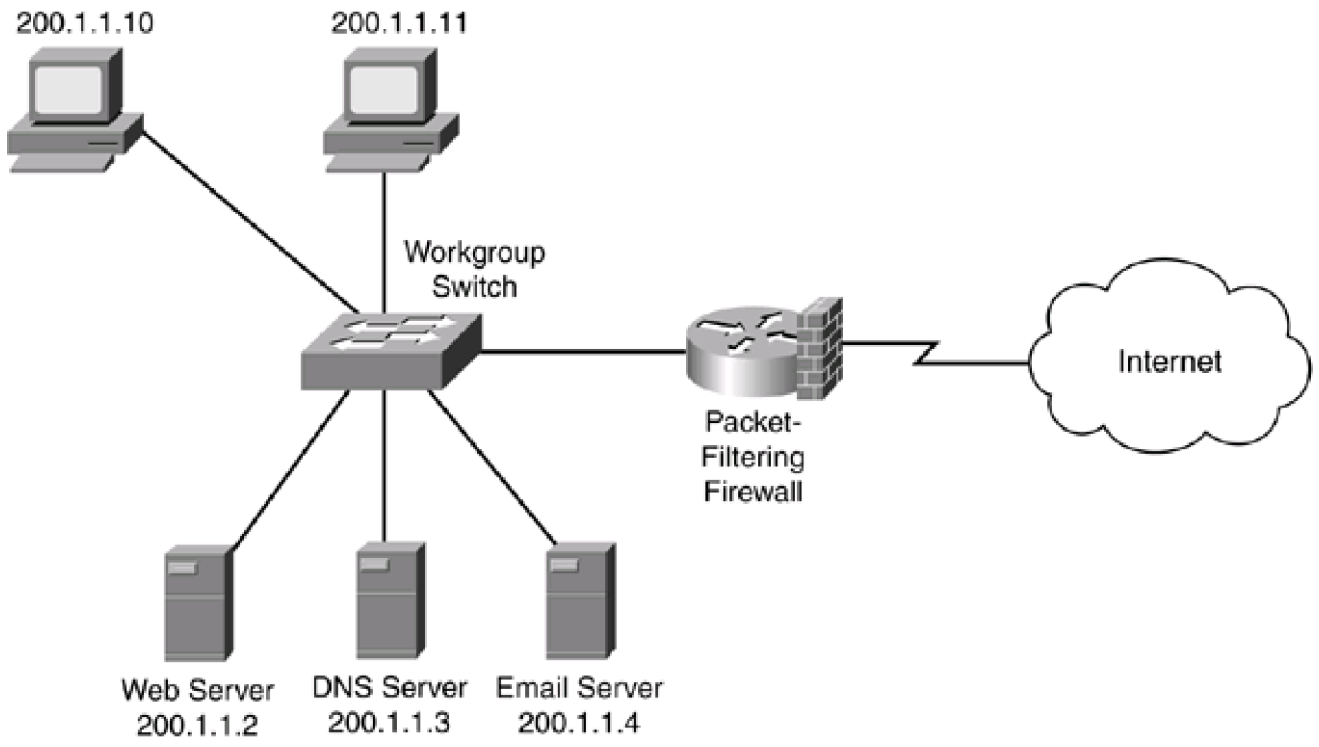 200.1.1.10
200.1.1.11
Workgroup
Switch
Internet
Packet-
Filtering
Firewall
Web Server
200.1.1.2
DNS Server
200.1.1.3
Email Server
200.1.1.4